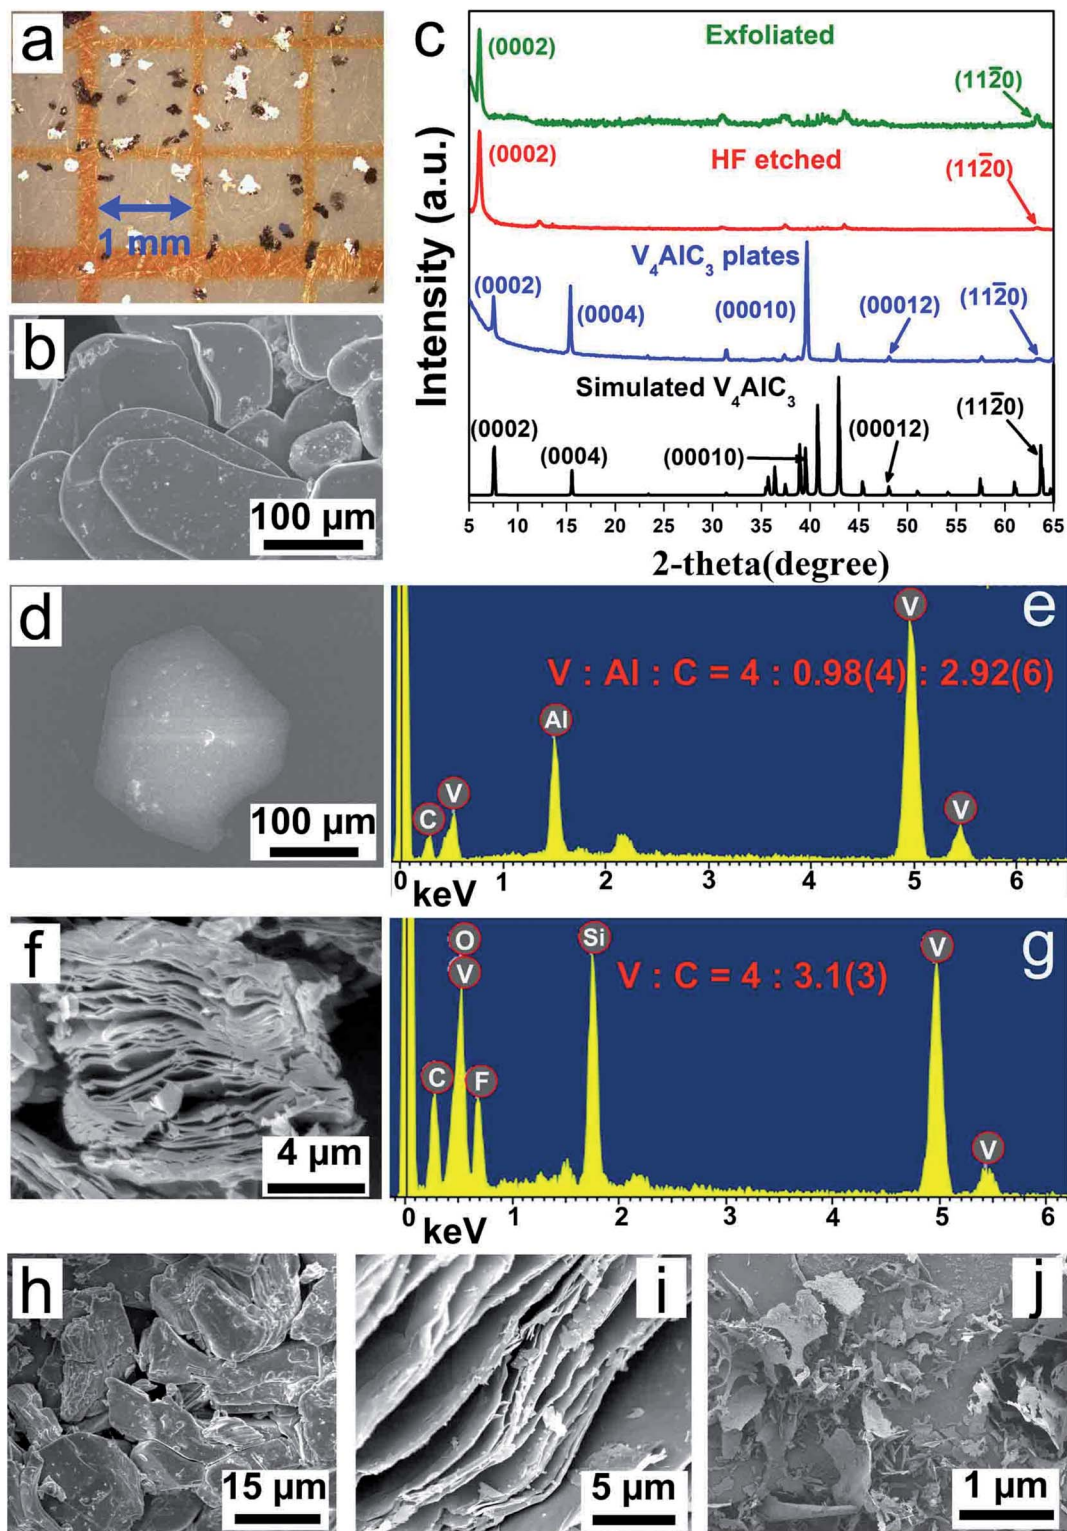 a
1 mm
b
100 μm
c
Exfoliated
(0002)
(112̄0)
HF etched
(0002)
(112̄0)
V₄AlC₃ plates
(0002)
(0004)
(00010)
(00012)
(112̄0)
Simulated V₄AlC₃
(0002)
(0004)
(00010)
(00012)
(112̄0)
Intensity (a.u.)
5 5 15 25 31 35 40 45 50 55 60 65
2-theta(degree)
d
100 μm
e
V : Al : C = 4 : 0.98(4) : 2.92(6)
C V Al V V
0 1 2 3 4 5 6
keV
f
4 μm
g
V : C = 4 : 3.1(3)
O
C V F Si V V
0 1 2 3 4 5 6
keV
h
15 μm
i
5 μm
j
1 μm